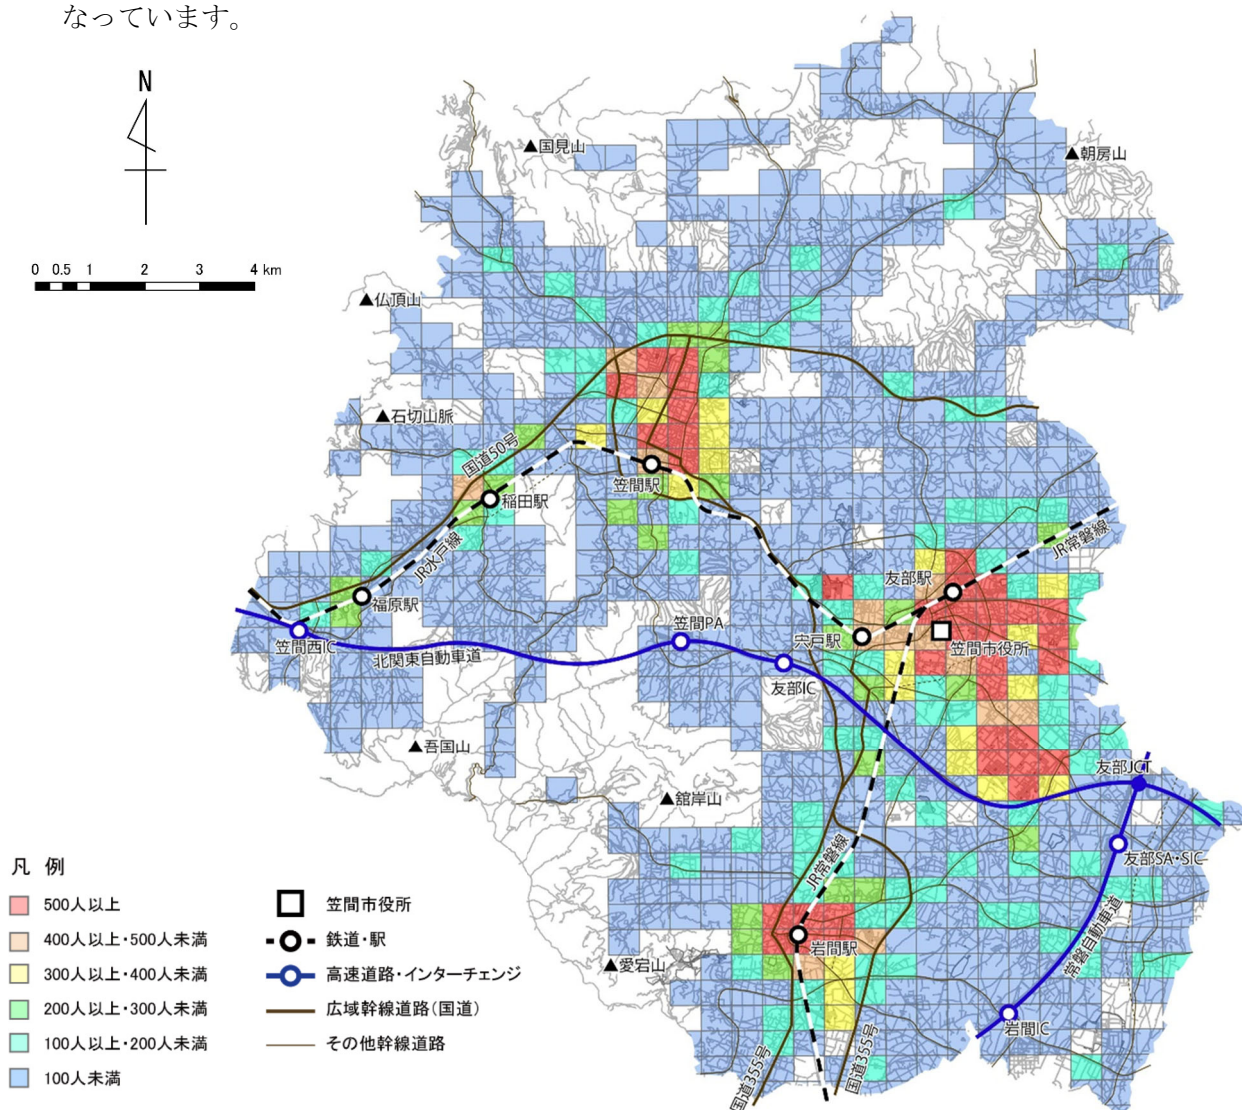 なっています。
N
0 0.5 1 2 3 4 km
▲国見山
▲朝房山
▲仏頂山
▲石切山脈
国道50号
笠間駅
稲田駅
JR水戸線
JR常磐線
友部駅
福原駅
笠間PA
宍戸駅
笠間市役所
笠間西IC
北関東自動車道
友部IC
▲吾国山
友部JCT
▲舘岸山
JR常磐線
友部SA・SIC
岩間駅
常磐自動車道
▲愛宕山
岩間IC
国道355号
国道355号
凡 例
500人以上
400人以上・500人未満
300人以上・400人未満
200人以上・300人未満
100人以上・200人未満
100人未満
笠間市役所
鉄道・駅
高速道路・インターチェンジ
広域幹線道路(国道)
その他幹線道路